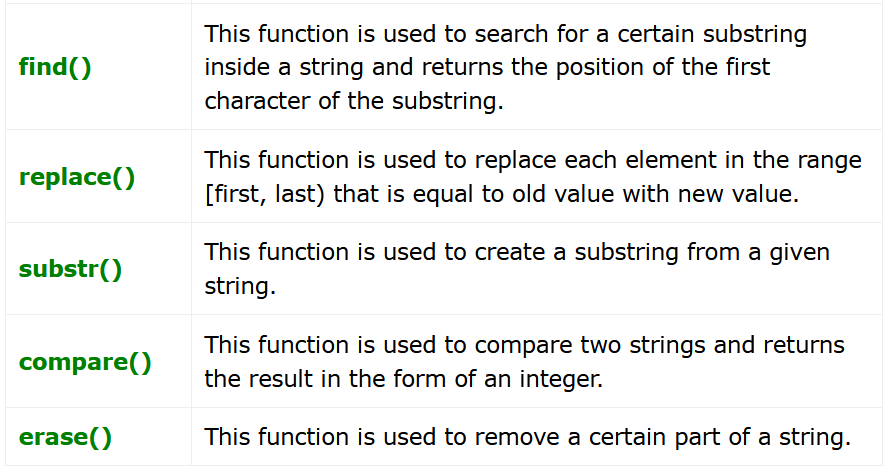 find()
This function is used to search for a certain substring
inside a string and returns the position of the first
character of the substring.
replace()
This function is used to replace each element in the range
[first, last) that is equal to old value with new value.
substr()
This function is used to create a substring from a given
string.
compare()
This function is used to compare two strings and returns
the result in the form of an integer.
erase()
This function is used to remove a certain part of a string.